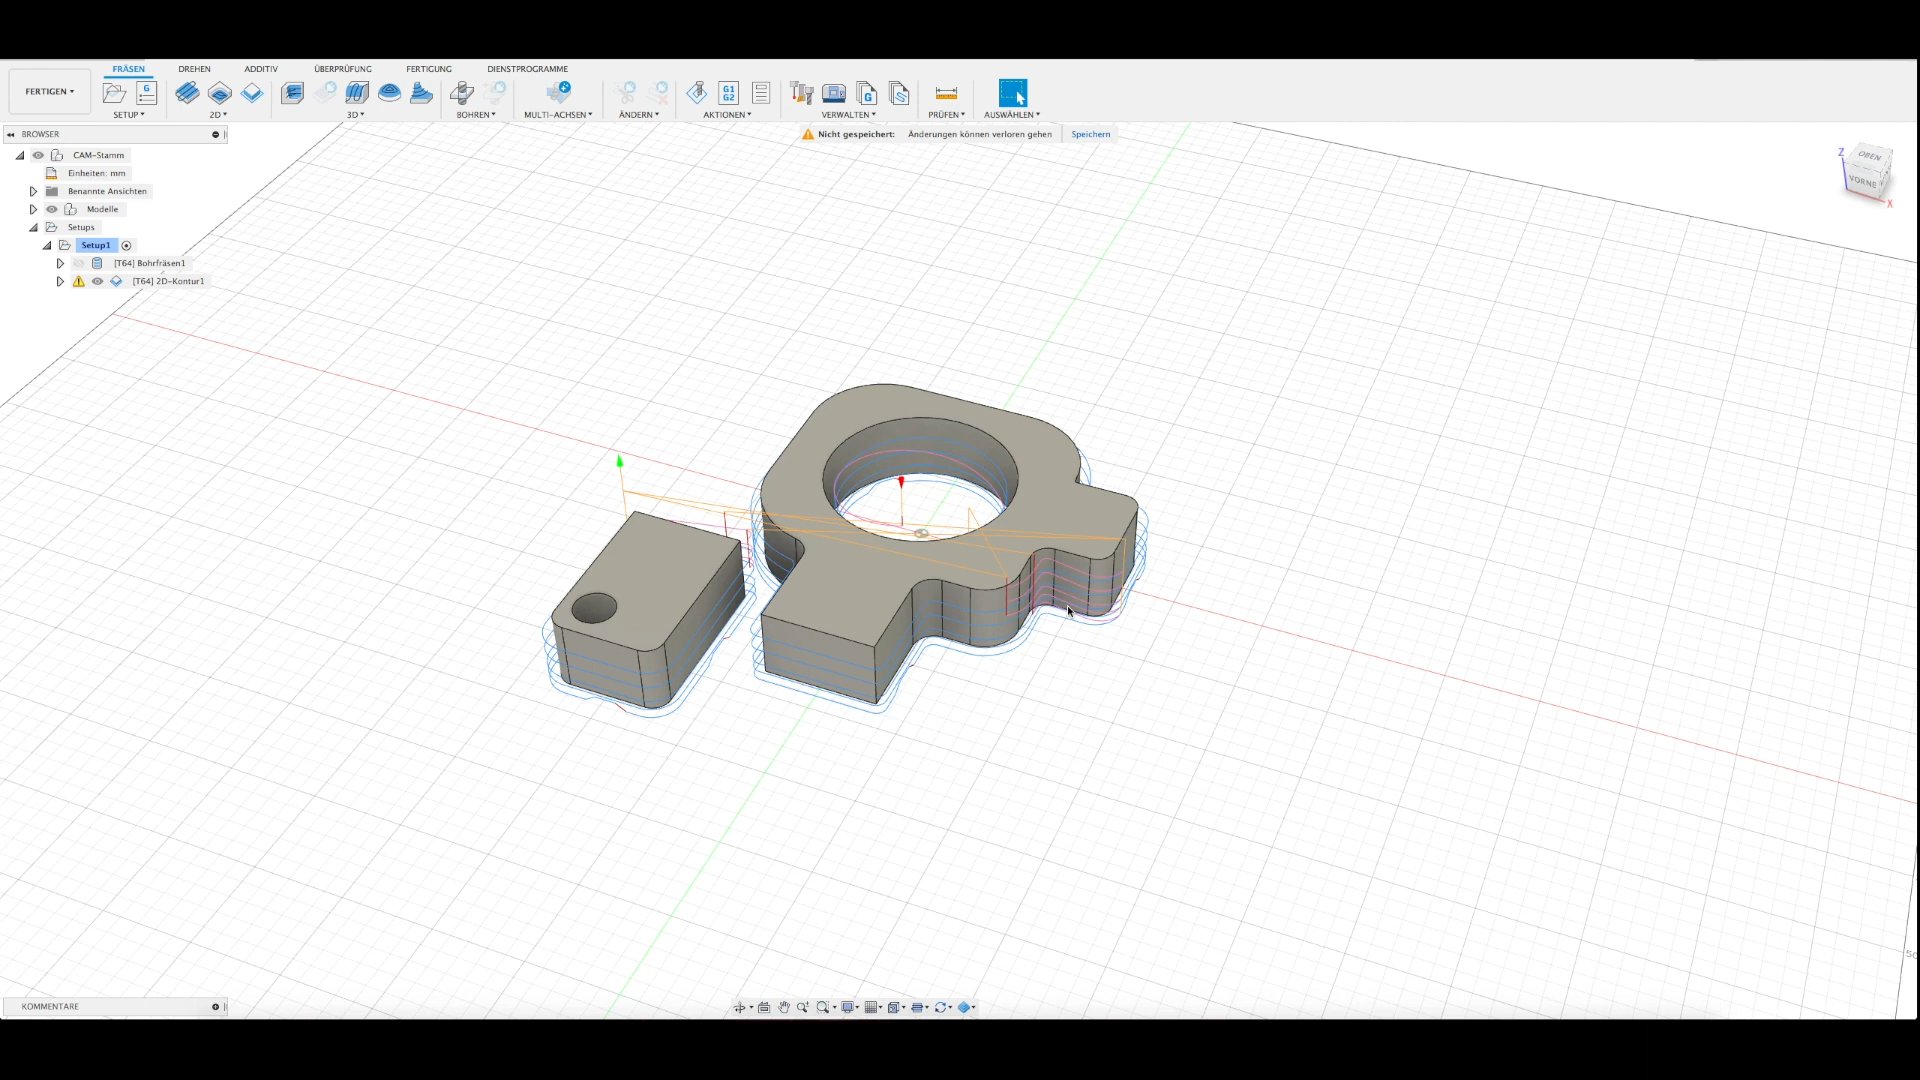 FRÄSEN DREHEN ADDITIV ÜBERPRÜFUNG FERTIGUNG DIENSTPROGRAMME
FERTIGEN
G G1 G2 G
SETUP 2D 3D BOHREN MULTI-ACHSEN ÄNDERN AKTIONEN VERWALTEN PRÜFEN AUSWÄHLEN
BROWSER
Nicht gespeichert: Änderungen können verloren gehen Speichern
CAM-Stamm
Einheiten: mm
Benannte Ansichten
Modelle
Setups
Setup1
[T64] Bohrfräsen1
[T64] 2D-Kontur1
Z
OBEN
VORNE
X
KOMMENTARE